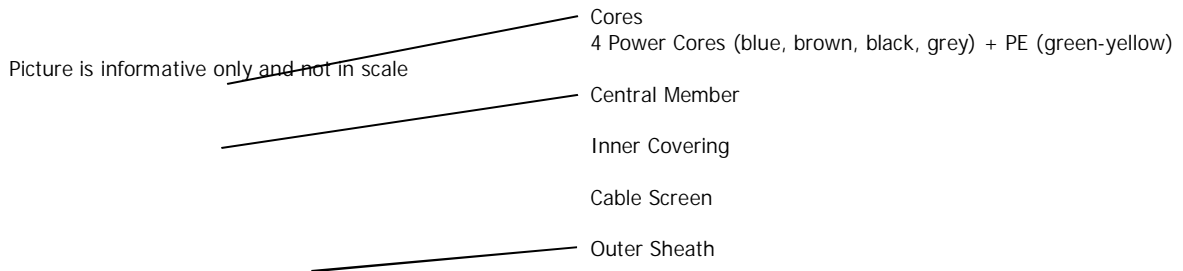 Cores
4 Power Cores (blue, brown, black, grey) + PE (green-yellow)
Picture is informative only and not in scale
Central Member
Inner Covering
Cable Screen
Outer Sheath